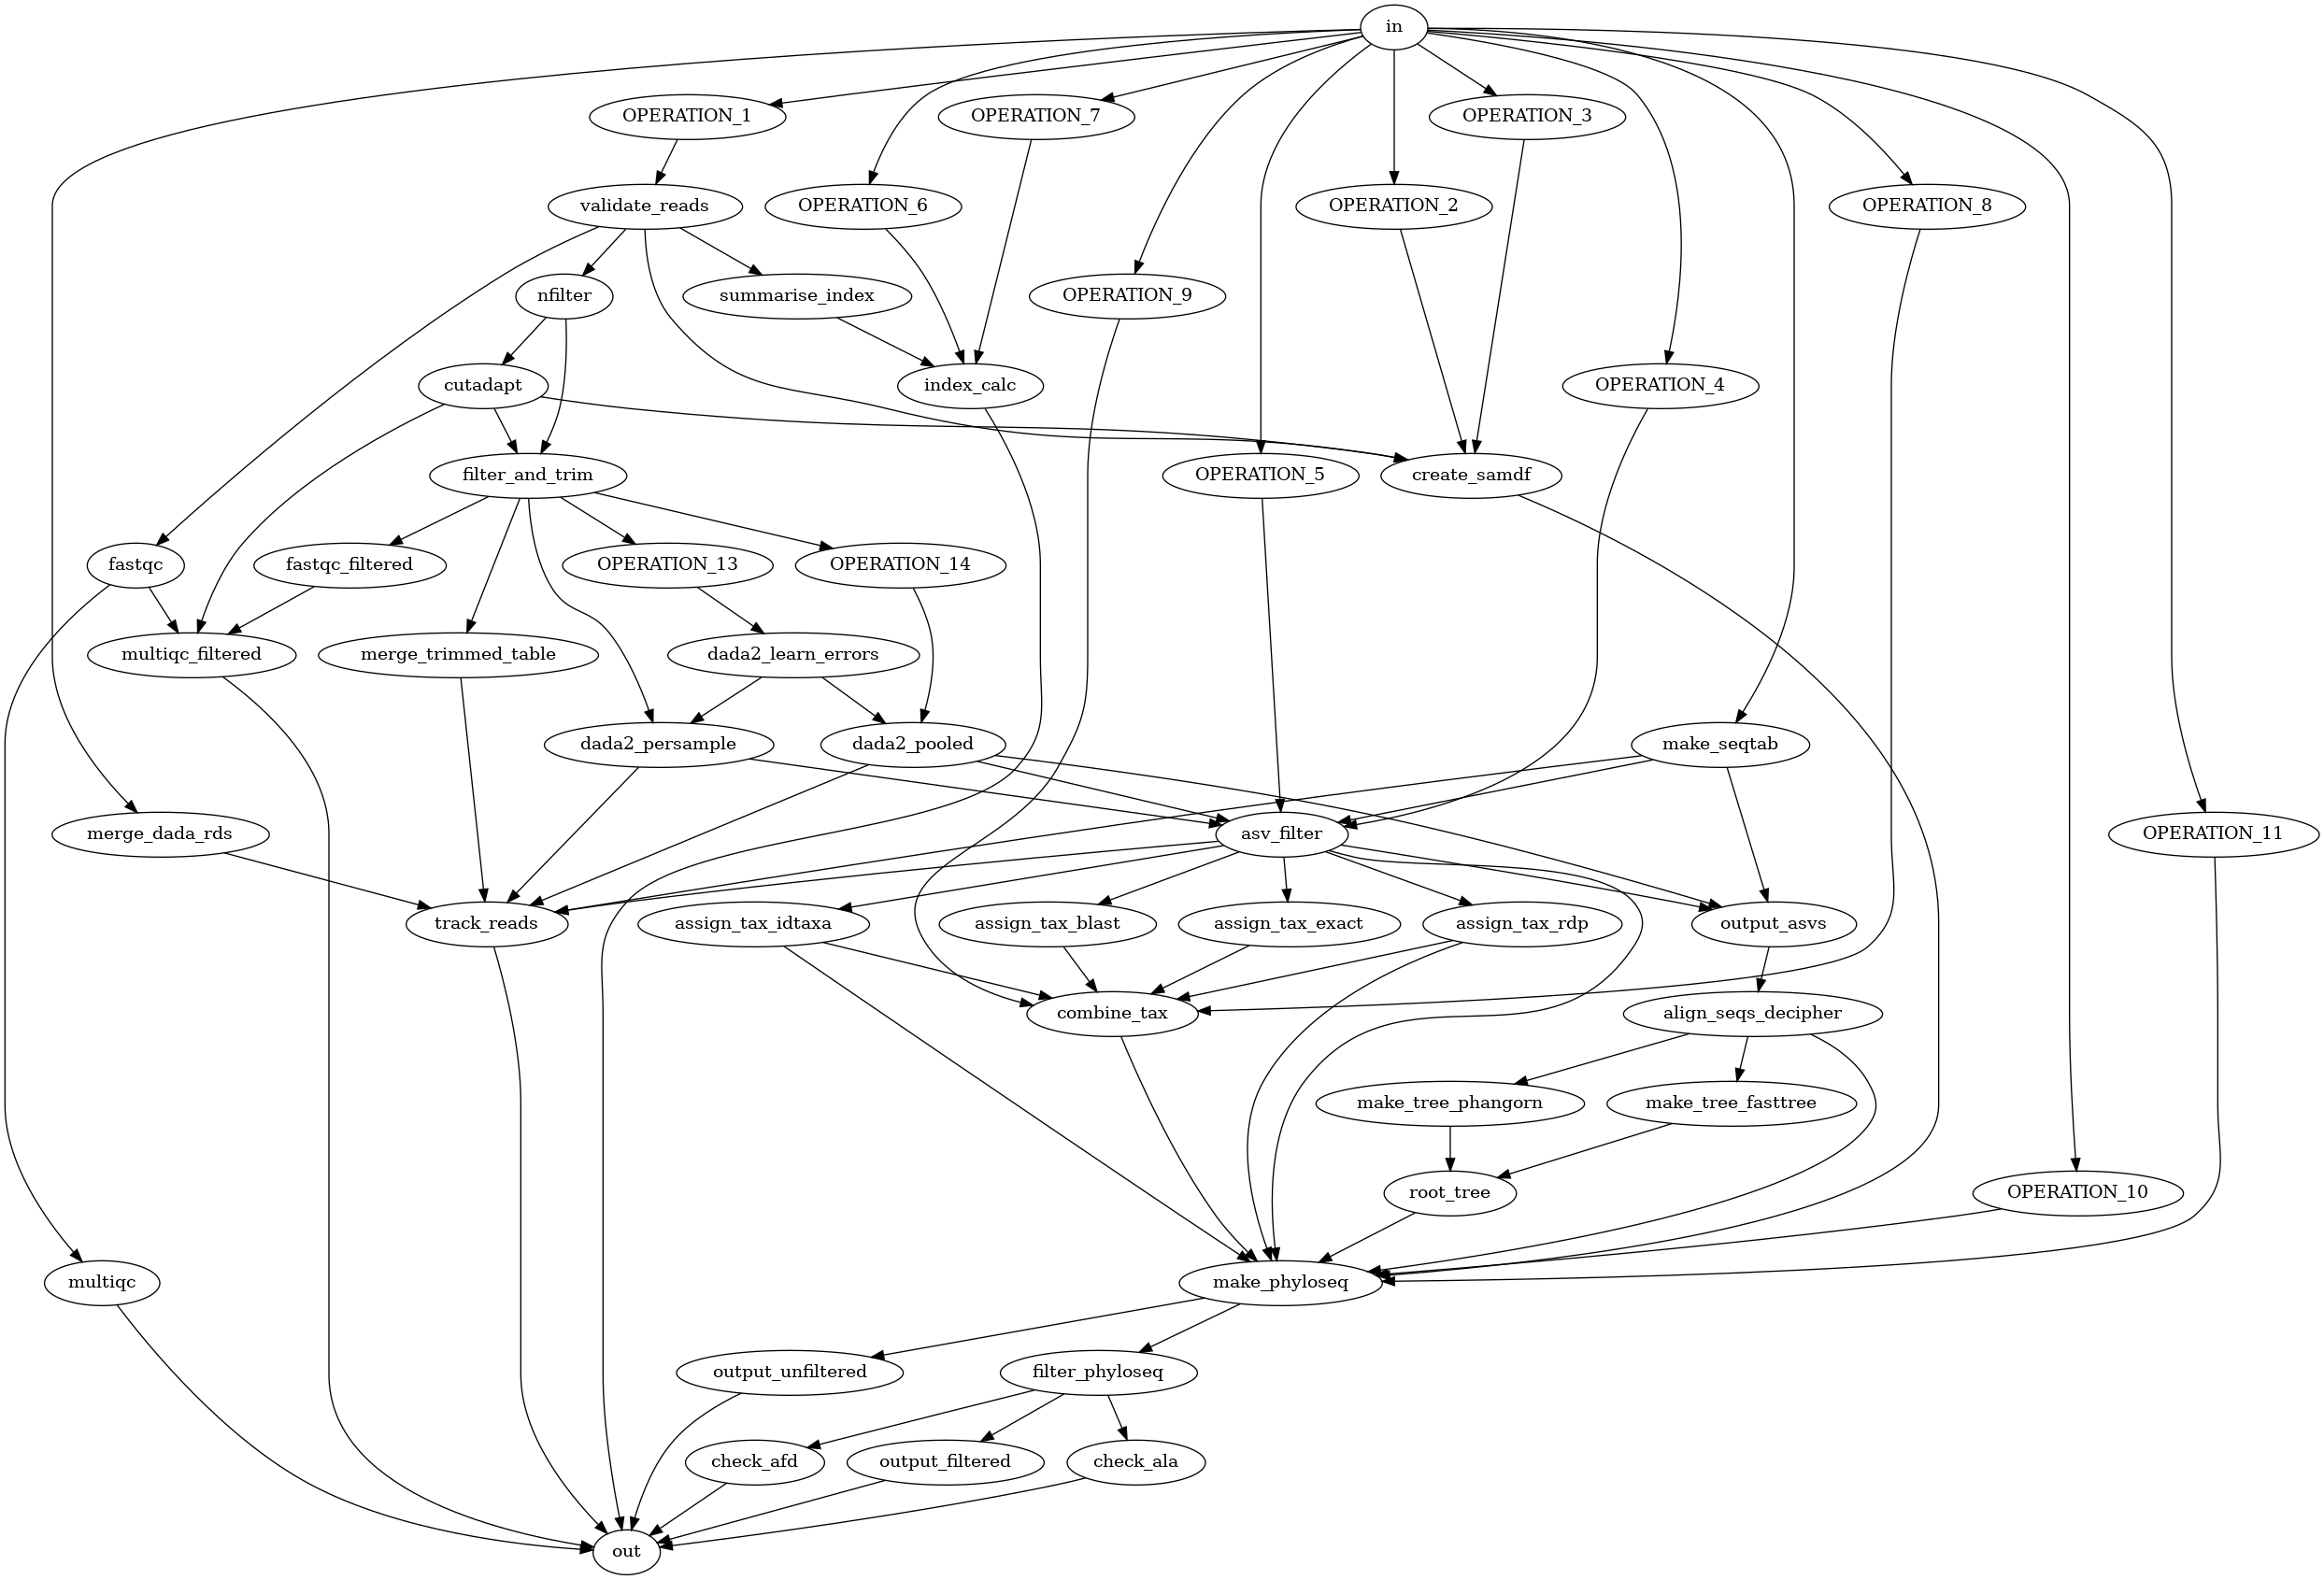 in
OPERATION_1
OPERATION_7
OPERATION_3
validate_reads
OPERATION_6
OPERATION_2
OPERATION_8
nfilter
summarise_index
OPERATION_9
cutadapt
index_calc
OPERATION_4
filter_and_trim
OPERATION_5
create_samdf
fastqc
fastqc_filtered
OPERATION_13
OPERATION_14
multiqc_filtered
merge_trimmed_table
dada2_learn_errors
dada2_persample
dada2_pooled
make_seqtab
merge_dada_rds
asv_filter
OPERATION_11
track_reads
assign_tax_idtaxa
assign_tax_blast
assign_tax_exact
assign_tax_rdp
output_asvs
combine_tax
align_seqs_decipher
make_tree_phangorn
make_tree_fasttree
root_tree
OPERATION_10
multiqc
make_phyloseq
output_unfiltered
filter_phyloseq
check_afd
output_filtered
check_ala
out